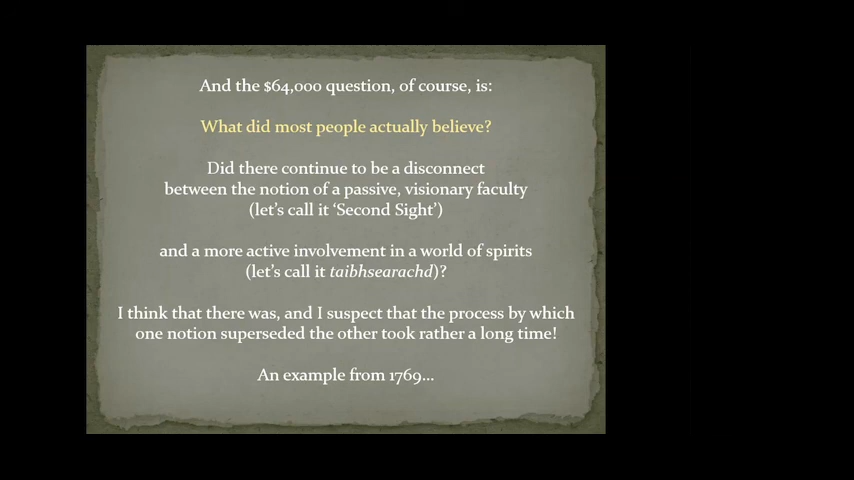 And the $64,000 question, of course, is:
What did most people actually believe?
Did there continue to be a disconnect
between the notion of a passive, visionary faculty
(let’s call it ‘Second Sight’)
and a more active involvement in a world of spirits
(let’s call it taibhsearachd)?
I think that there was, and I suspect that the process by which
one notion superseded the other took rather a long time!
An example from 1769…